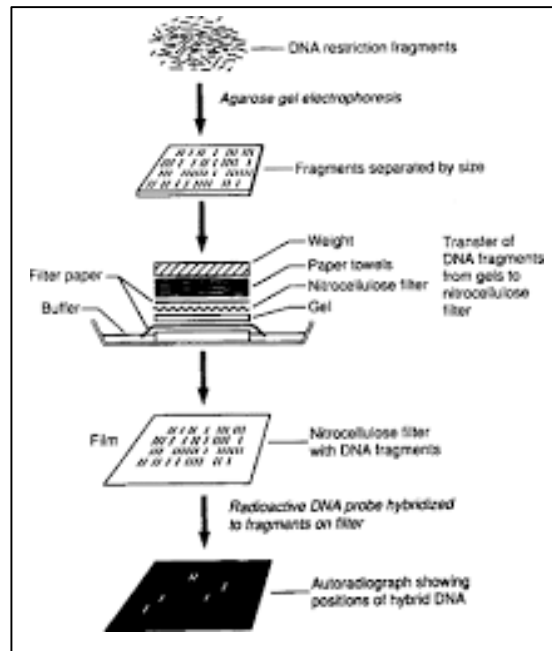 DNA restriction fragments
Agarose gel electrophoresis
Fragments separated by size
Weight
Paper towels
Nitrocellulose filter
Gel
Filter paper
Buffer
Transfer of
DNA fragments
from gels to
nitrocellulose
filter
Film
Nitrocellulose filter
with DNA fragments
Radioactive DNA probe hybridized
to fragments on filter
Autoradiograph showing
positions of hybrid DNA